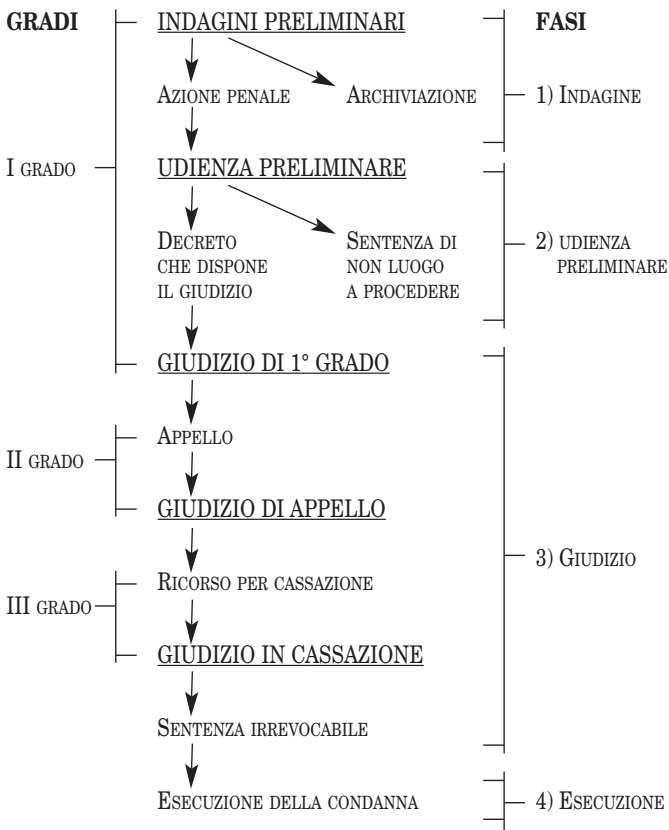 GRADI
INDAGINI PRELIMINARI
FASI
AZIONE PENALE
ARCHIVIAZIONE
1) INDAGINE
I GRADO
UDIENZA PRELIMINARE
DECRETO
CHE DISPONE
IL GIUDIZIO
SENTENZA DI
NON LUOGO
A PROCEDERE
2) UDIENZA
PRELIMINARE
GIUDIZIO DI 1° GRADO
APPELLO
II GRADO
GIUDIZIO DI APPELLO
3) GIUDIZIO
RICORSO PER CASSAZIONE
III GRADO
GIUDIZIO IN CASSAZIONE
SENTENZA IRREVOCABILE
ESECUZIONE DELLA CONDANNA
4) ESECUZIONE